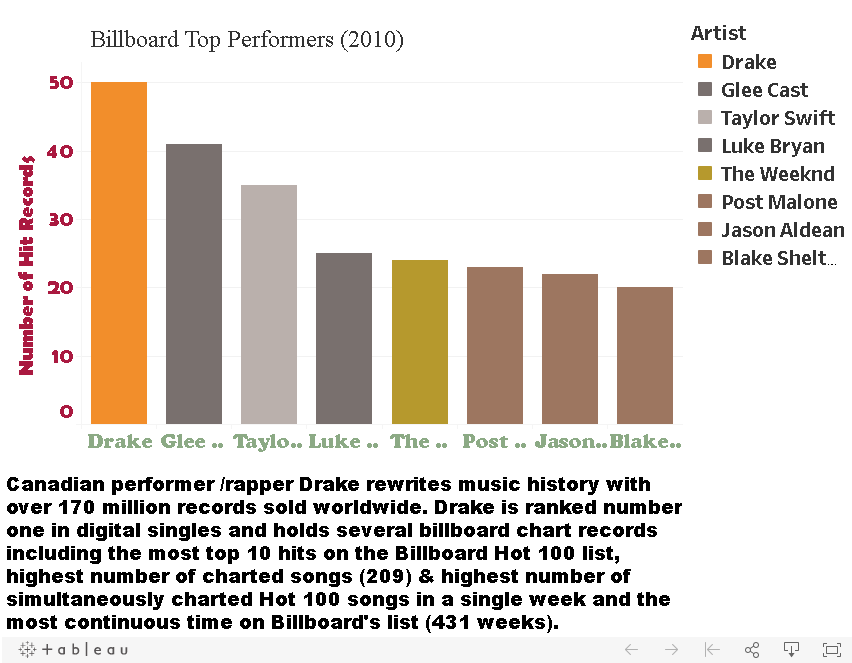 Billboard Top Performers (2010)
Artist
Drake
Glee Cast
Taylor Swift
Luke Bryan
The Weeknd
Post Malone
Jason Aldean
Blake Shelt...
Number of Hit Records
50
40
30
20
10
0
Drake Glee .. Taylo.. Luke .. The .. Post .. Jason.. Blake..
Canadian performer /rapper Drake rewrites music history with
over 170 million records sold worldwide. Drake is ranked number
one in digital singles and holds several billboard chart records
including the most top 10 hits on the Billboard Hot 100 list,
highest number of charted songs (209) & highest number of
simultaneously charted Hot 100 songs in a single week and the
most continuous time on Billboard's list (431 weeks).
+ a b l e a u